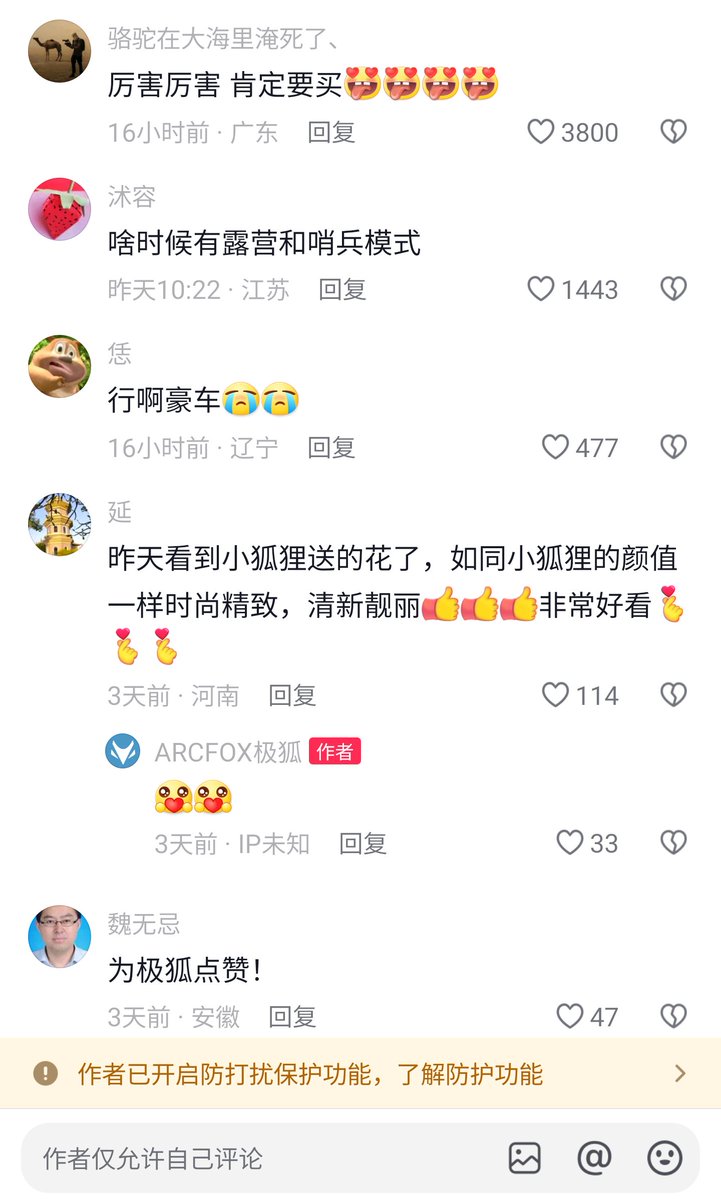 骆驼在大海里淹死了、
厉害厉害 肯定要买
16小时前 · 广东 回复 3800
沭容
啥时候有露营和哨兵模式
昨天10:22 · 江苏 回复 1443
恁
行啊豪车
16小时前 · 辽宁 回复 477
延
昨天看到小狐狸送的花了，如同小狐狸的颜值
一样时尚精致，清新靓丽非常好看
3天前 · 河南 回复 114
ARCFOX极狐 作者
3天前 · IP未知 回复 33
魏无忌
为极狐点赞！
3天前 · 安徽 回复 47
作者已开启防打扰保护功能，了解防护功能
作者仅允许自己评论